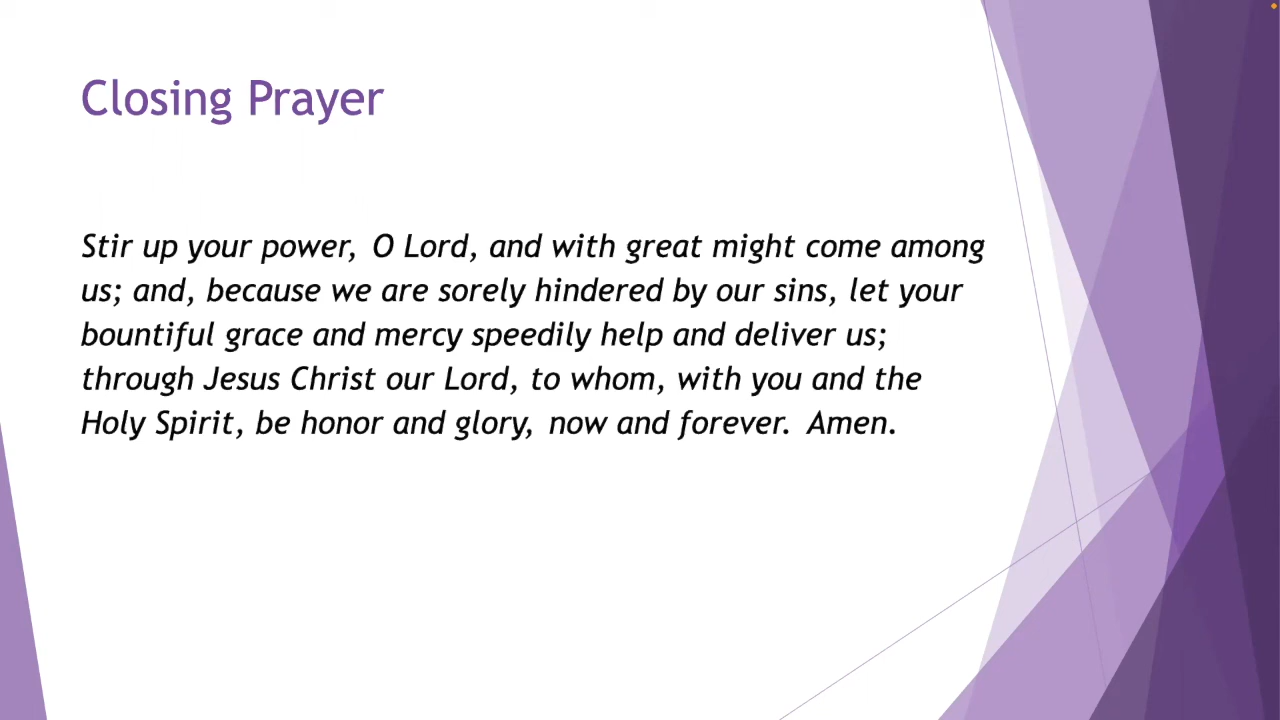 Closing Prayer
Stir up your power, O Lord, and with great might come among
us; and, because we are sorely hindered by our sins, let your
bountiful grace and mercy speedily help and deliver us;
through Jesus Christ our Lord, to whom, with you and the
Holy Spirit, be honor and glory, now and forever. Amen.